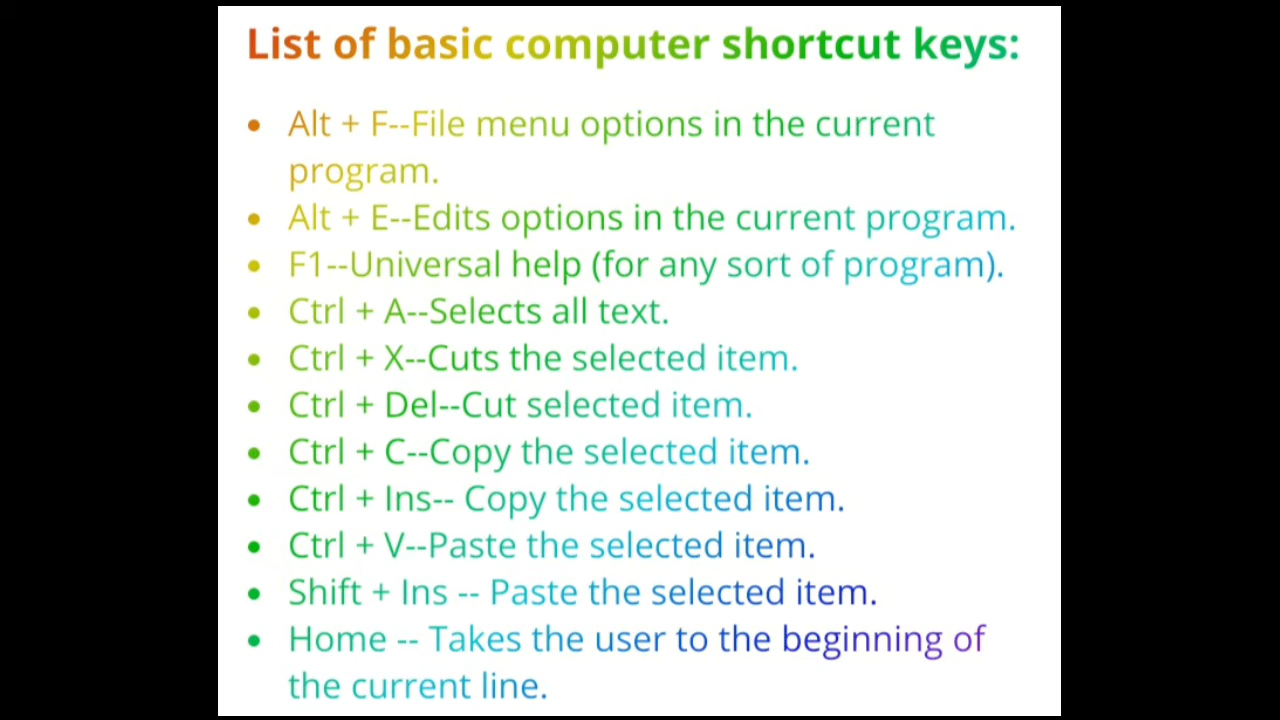 List of basic computer shortcut keys:
• Alt + F--File menu options in the current
program.
• Alt + E--Edits options in the current program.
• F1--Universal help (for any sort of program).
• Ctrl + A--Selects all text.
• Ctrl + X--Cuts the selected item.
• Ctrl + Del--Cut selected item.
• Ctrl + C--Copy the selected item.
• Ctrl + Ins-- Copy the selected item.
• Ctrl + V--Paste the selected item.
• Shift + Ins -- Paste the selected item.
• Home -- Takes the user to the beginning of
the current line.